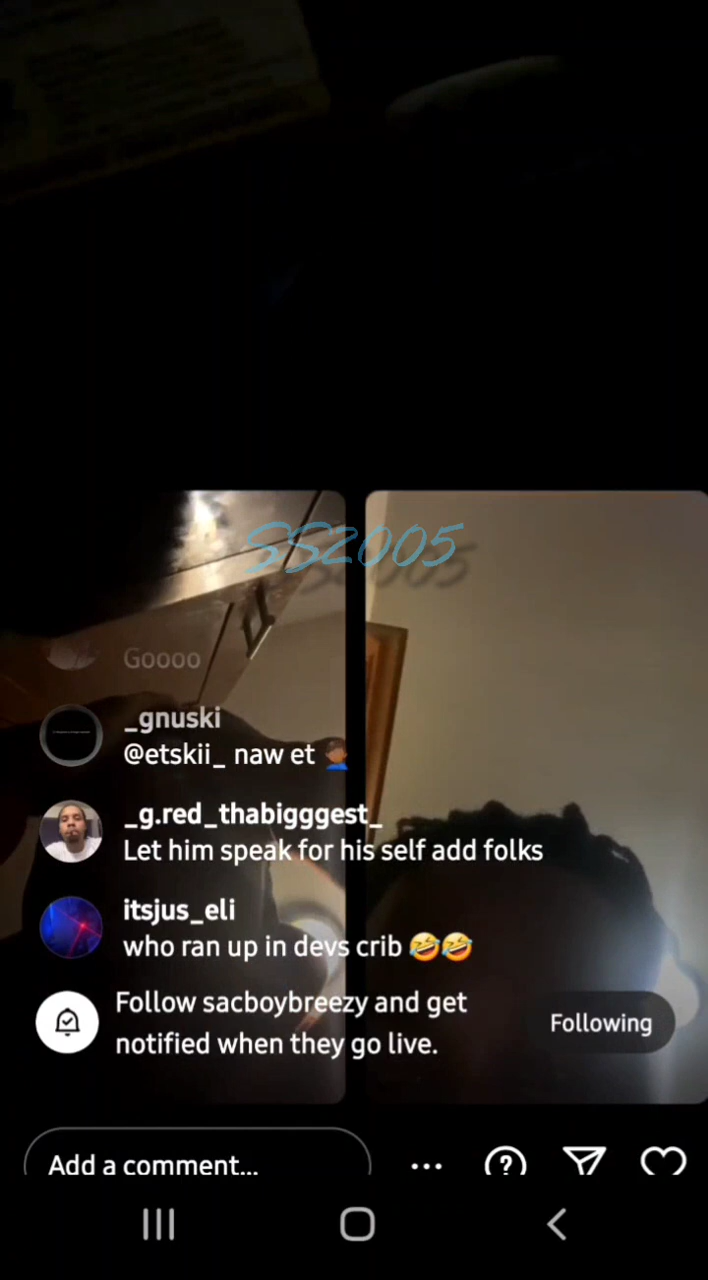 SS2005
Goooo
_gnuski
@etskii_ naw et 🤦🏽‍♂️
_g.red_thabigggest_
Let him speak for his self add folks
itsjus_eli
who ran up in devs crib 🤣🤣
Follow sacboybreezy and get
notified when they go live.
Following
Add a comment...